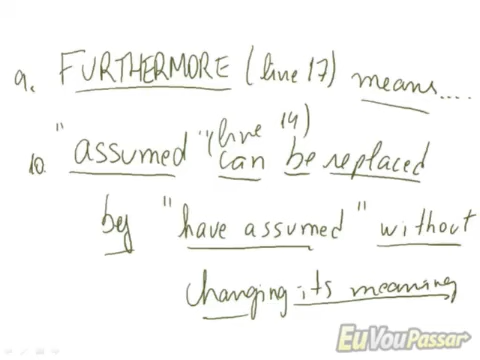 9. FURTHERMORE (line 17) means....
(line 14)
10. "assumed" can be replaced
by "have assumed" without
changing its meaning
EuVouPassar